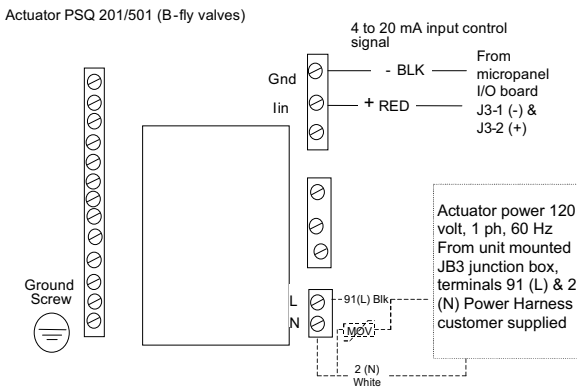 Actuator PSQ 201/501 (B-fly valves)
4 to 20 mA input control
signal
Gnd
- BLK
Iin
+ RED
From
micropanel
I/O board
J3-1 (-) &
J3-2 (+)
Actuator power 120
volt, 1 ph, 60 Hz
From unit mounted
JB3 junction box,
terminals 91 (L) & 2
(N) Power Harness
customer supplied
Ground
Screw
L
91(L) Blk
N
MOV
2 (N)
White